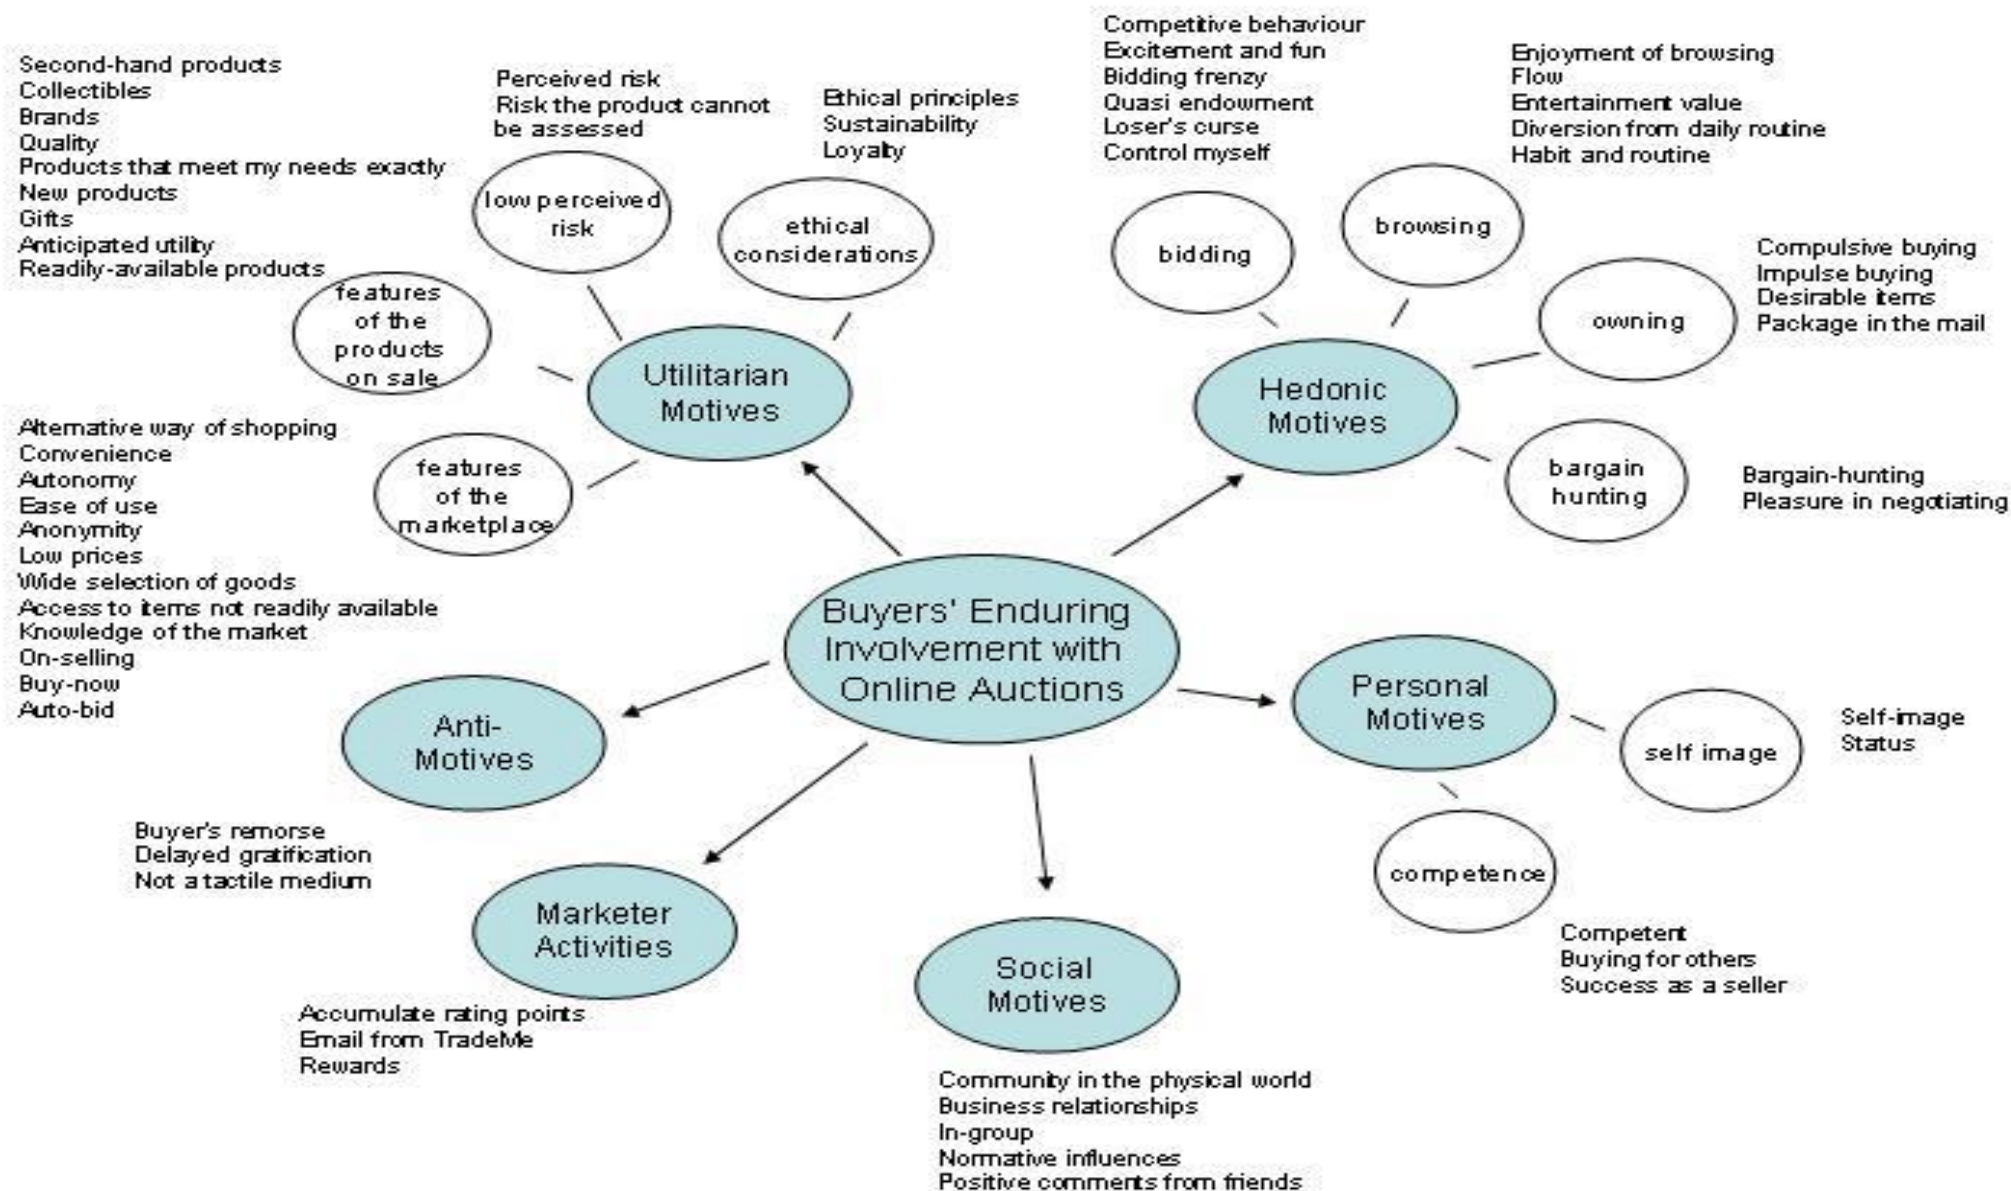 Second-hand products
Collectibles
Brands
Quality
Products that meet my needs exactly
New products
Gifts
Anticipated utility
Readily-available products
Perceived risk
Risk the product cannot
be assessed
Ethical principles
Sustainability
Loyalty
Competitive behaviour
Excitement and fun
Bidding frenzy
Quasi endowment
Loser's curse
Control myself
Enjoyment of browsing
Flow
Entertainment value
Diversion from daily routine
Habit and routine
low perceived
risk
ethical
considerations
bidding
browsing
Compulsive buying
Impulse buying
Desirable items
Package in the mail
features
of the
products
on sale
Utilitarian
Motives
Hedonic
Motives
owning
Alternative way of shopping
Convenience
Autonomy
Ease of use
Anonymity
Low prices
Wide selection of goods
Access to items not readily available
Knowledge of the market
On-selling
Buy-now
Auto-bid
features
of the
marketplace
bargain
hunting
Bargain-hunting
Pleasure in negotiating
Buyers' Enduring
Involvement with
Online Auctions
Anti-
Motives
Personal
Motives
self image
Self-image
Status
Buyer's remorse
Delayed gratification
Not a tactile medium
competence
Marketer
Activities
Social
Motives
Competent
Buying for others
Success as a seller
Accumulate rating points
Email from TradeMe
Rewards
Community in the physical world
Business relationships
In-group
Normative influences
Positive comments from friends